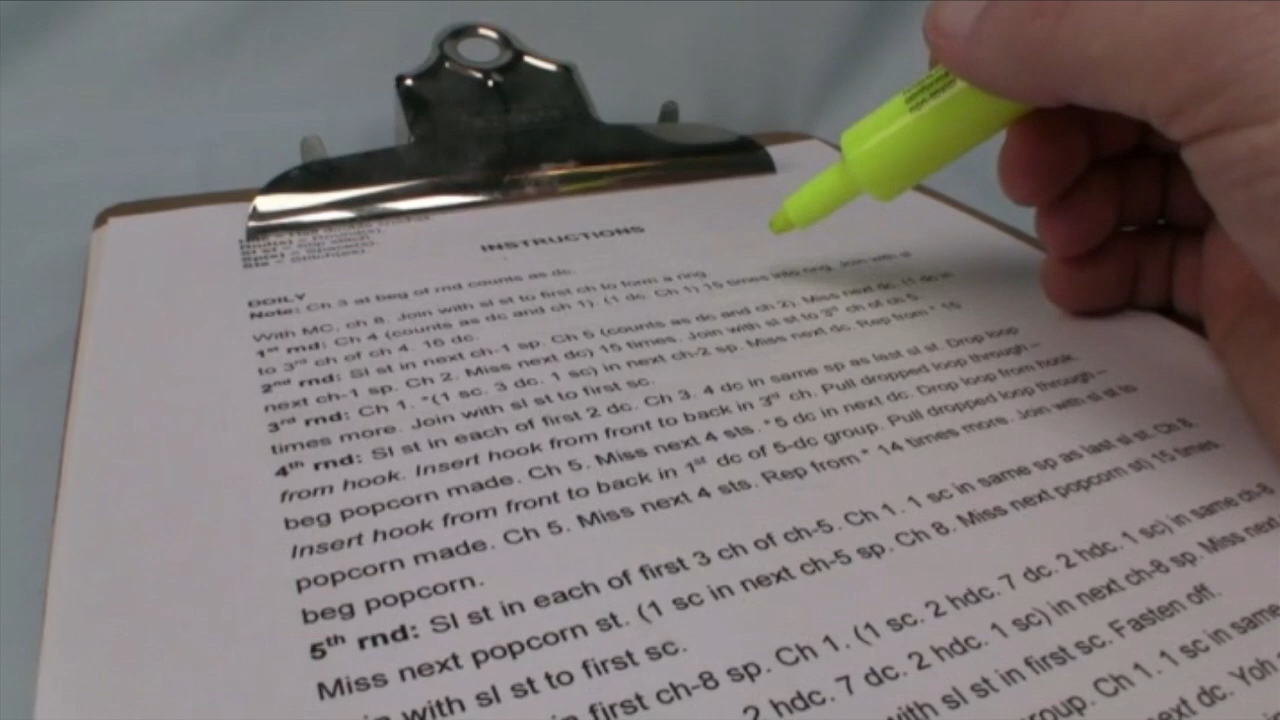 Rnd(s) = Round(s).
Sl st = Slip stitch.
Sp(s) = Space(s).
Sts = Stitch(es).
INSTRUCTIONS
DOILY
Note: Ch 3 at beg of rnd counts as dc.
With MC, ch 8. Join with sl st to first ch to form a ring.
1st rnd: Ch 4 (counts as dc and ch 1). (1 dc. Ch 1) 15 times into ring. Join with sl st
to 3rd ch of ch 4. 16 dc.
2nd rnd: Sl st in next ch-1 sp. Ch 5 (counts as dc and ch 2). Miss next dc. (1 dc in
next ch-1 sp. Ch 2. Miss next dc) 15 times. Join with sl st to 3rd ch of ch 5.
3rd rnd: Ch 1. *(1 sc. 3 dc. 1 sc) in next ch-2 sp. Miss next dc. Rep from * 15
times more. Join with sl st to first sc.
4th rnd: Sl st in each of first 2 dc. Ch 3. 4 dc in same sp as last sl st. Drop loop
from hook. Insert hook from front to back in 3rd ch. Pull dropped loop through –
beg popcorn made. Ch 5. Miss next 4 sts. *5 dc in next dc. Drop loop from hook.
Insert hook from front to back in 1st dc of 5-dc group. Pull dropped loop through –
popcorn made. Ch 5. Miss next 4 sts. Rep from * 14 times more. Join with sl st to
beg popcorn.
5th rnd: Sl st in each of first 3 ch of ch-5. Ch 1. 1 sc in same sp as last sl st. Ch 8.
Miss next popcorn st. (1 sc in next ch-5 sp. Ch 8. Miss next popcorn st) 15 times.
with sl st to first sc.
first ch-8 sp. Ch 1. (1 sc. 2 hdc. 7 dc. 2 hdc. 1 sc) in same ch-8
2 hdc. 7 dc. 2 hdc. 1 sc) in next ch-8 sp. Miss next
with sl st in first sc. Fasten off.
group. Ch 1. 1 sc in same
next dc. Yoh